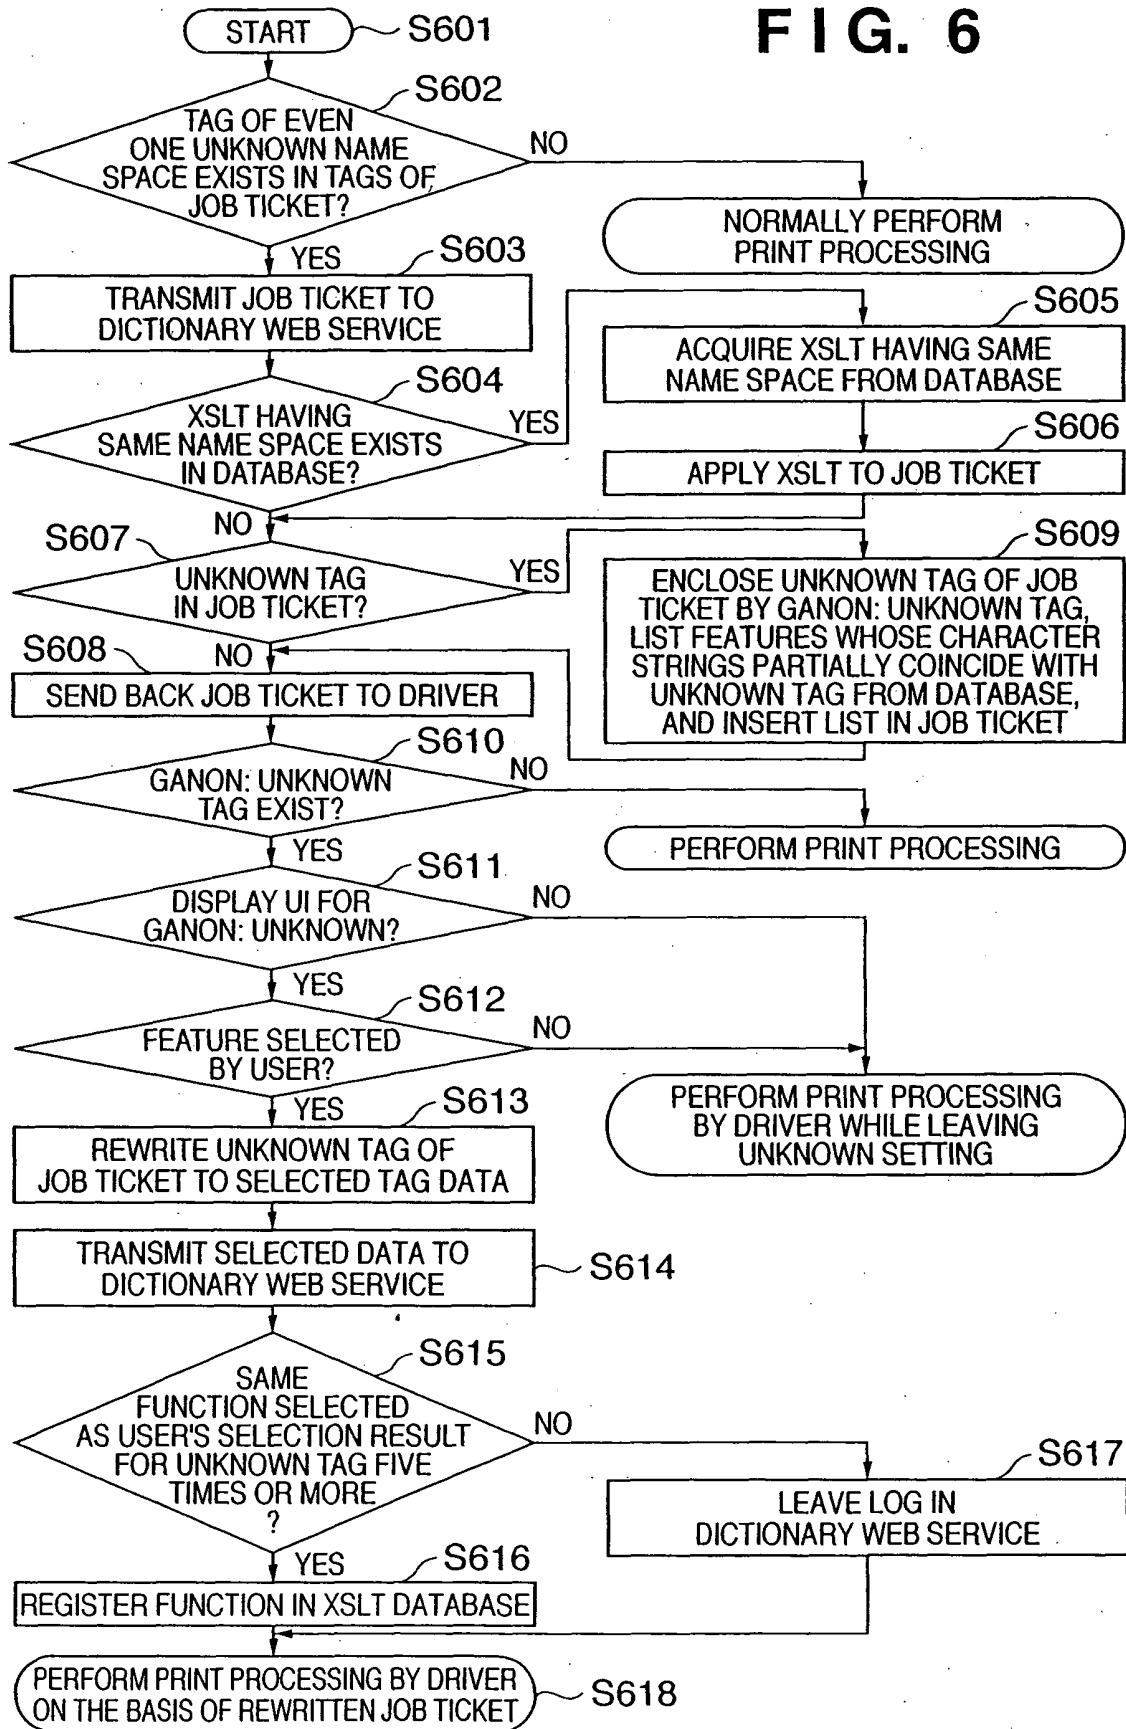 FIG. 6
START
S601
S602
TAG OF EVEN
ONE UNKNOWN NAME
SPACE EXISTS IN TAGS OF
JOB TICKET?
NO
NORMALLY PERFORM
PRINT PROCESSING
YES
S603
TRANSMIT JOB TICKET TO
DICTIONARY WEB SERVICE
S604
XSLT HAVING
SAME NAME SPACE EXISTS
IN DATABASE?
YES
S605
ACQUIRE XSLT HAVING SAME
NAME SPACE FROM DATABASE
S606
APPLY XSLT TO JOB TICKET
NO
S607
UNKNOWN TAG
IN JOB TICKET?
YES
S609
ENCLOSE UNKNOWN TAG OF JOB
TICKET BY GANON: UNKNOWN TAG,
LIST FEATURES WHOSE CHARACTER
STRINGS PARTIALLY COINCIDE WITH
UNKNOWN TAG FROM DATABASE,
AND INSERT LIST IN JOB TICKET
NO
S608
SEND BACK JOB TICKET TO DRIVER
S610
GANON: UNKNOWN
TAG EXIST?
NO
PERFORM PRINT PROCESSING
YES
S611
DISPLAY UI FOR
GANON: UNKNOWN?
NO
YES
S612
FEATURE SELECTED
BY USER?
NO
PERFORM PRINT PROCESSING
BY DRIVER WHILE LEAVING
UNKNOWN SETTING
YES
S613
REWRITE UNKNOWN TAG OF
JOB TICKET TO SELECTED TAG DATA
TRANSMIT SELECTED DATA TO
DICTIONARY WEB SERVICE
S614
S615
SAME
FUNCTION SELECTED
AS USER'S SELECTION RESULT
FOR UNKNOWN TAG FIVE
TIMES OR MORE
?
NO
S617
LEAVE LOG IN
DICTIONARY WEB SERVICE
YES
S616
REGISTER FUNCTION IN XSLT DATABASE
PERFORM PRINT PROCESSING BY DRIVER
ON THE BASIS OF REWRITTEN JOB TICKET
S618